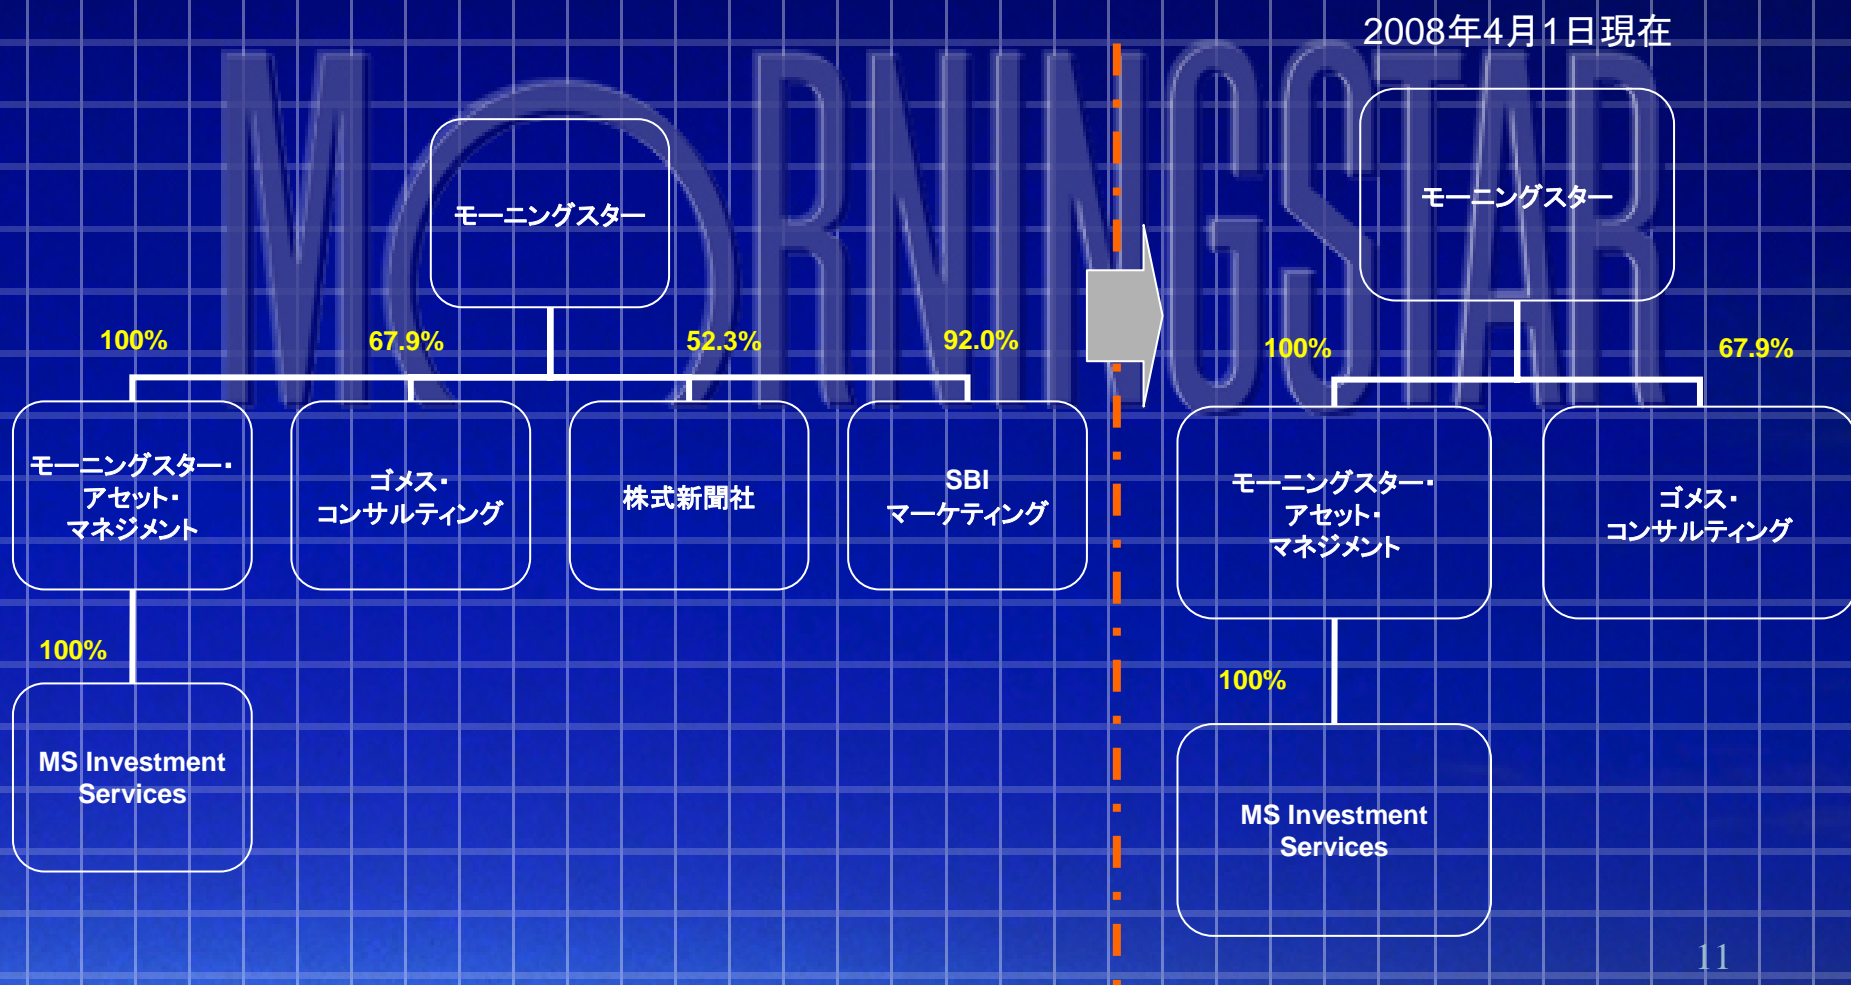 2008年4月1日現在
MORNINGSTAR
モーニングスター
100%
67.9%
52.3%
92.0%
モーニングスター・
アセット・
マネジメント
ゴメス・
コンサルティング
株式新聞社
SBI
マーケティング
100%
MS Investment
Services
モーニングスター
100%
67.9%
モーニングスター・
アセット・
マネジメント
ゴメス・
コンサルティング
100%
MS Investment
Services
11